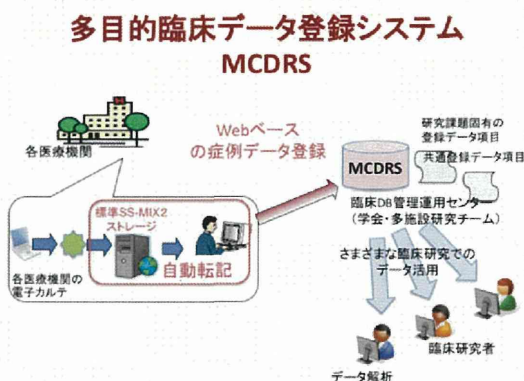 多目的臨床データ登録システム
MCDRS
各医療機関
Webベース
の症例データ登録
研究課題固有の
登録データ項目
共通登録データ項目
MCDRS
臨床DB管理運用センター
(学会・多施設研究チーム)
標準SS-MIX2
ストレージ
自動転記
各医療機関の
電子カルテ
さまざまな臨床研究での
データ活用
臨床研究者
データ解析